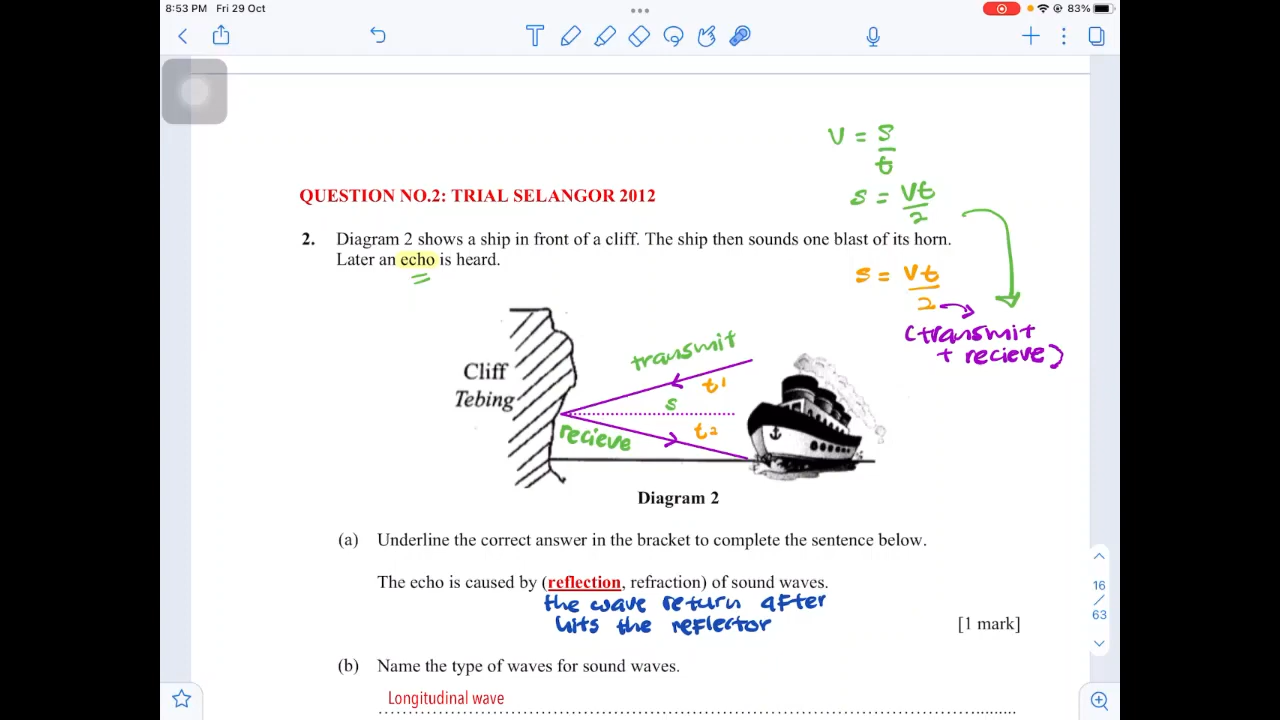 8:53 PM Fri 29 Oct
83%
T
V = s
t
s = Vt
2
QUESTION NO.2: TRIAL SELANGOR 2012
2. Diagram 2 shows a ship in front of a cliff. The ship then sounds one blast of its horn.
Later an echo is heard.
s = Vt
2
(transmit
+ recieve)
transmit
Cliff
Tebing
t1
s
t2
recieve
Diagram 2
(a) Underline the correct answer in the bracket to complete the sentence below.
The echo is caused by (reflection, refraction) of sound waves.
the wave return after
hits the reflector
[1 mark]
16
/
63
(b) Name the type of waves for sound waves.
Longitudinal wave